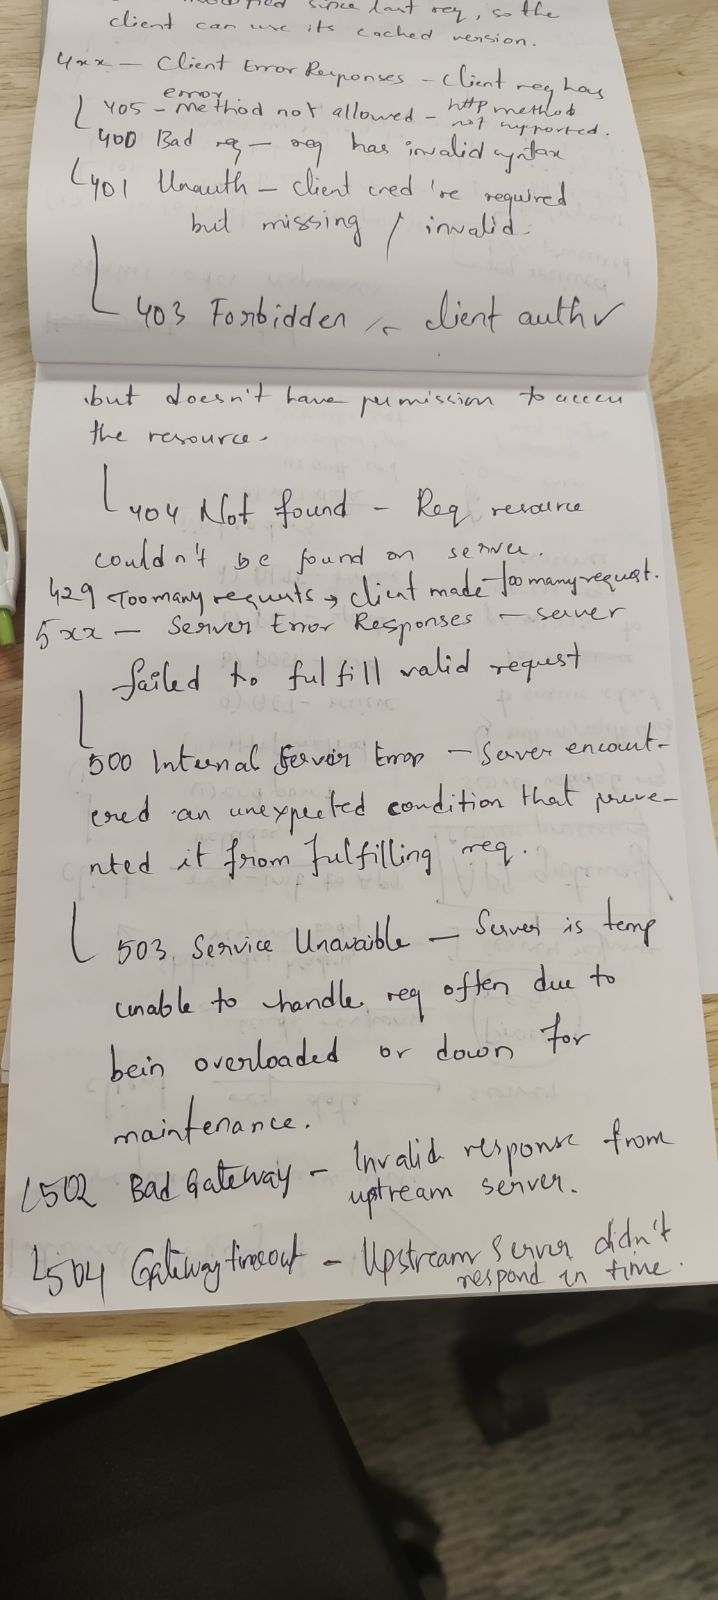 modified since last req, so the
client can use its cached version.
4xx – Client Error Responses – Client req has
error
405 – method not allowed – http method
not supported.
400 Bad req – req has invalid syntax
401 Unauth – client cred 're required
but missing / invalid.
403 Forbidden – client auth ✓
but doesn't have permission to access
the resource.
404 Not found – Req resource
couldn't be found on server.
429 Too many requests → client made too many request.
5xx – Server Error Responses – server
failed to fulfill valid request
500 Internal Server Error – Server encount-
ered an unexpected condition that preve-
nted it from fulfilling req.
503 Service Unavaible – Server is temp
unable to handle req often due to
bein overloaded or down for
maintenance.
502 Bad Gateway – Invalid response from
upstream server.
504 Gateway timeout – Upstream server didn't
respond in time.